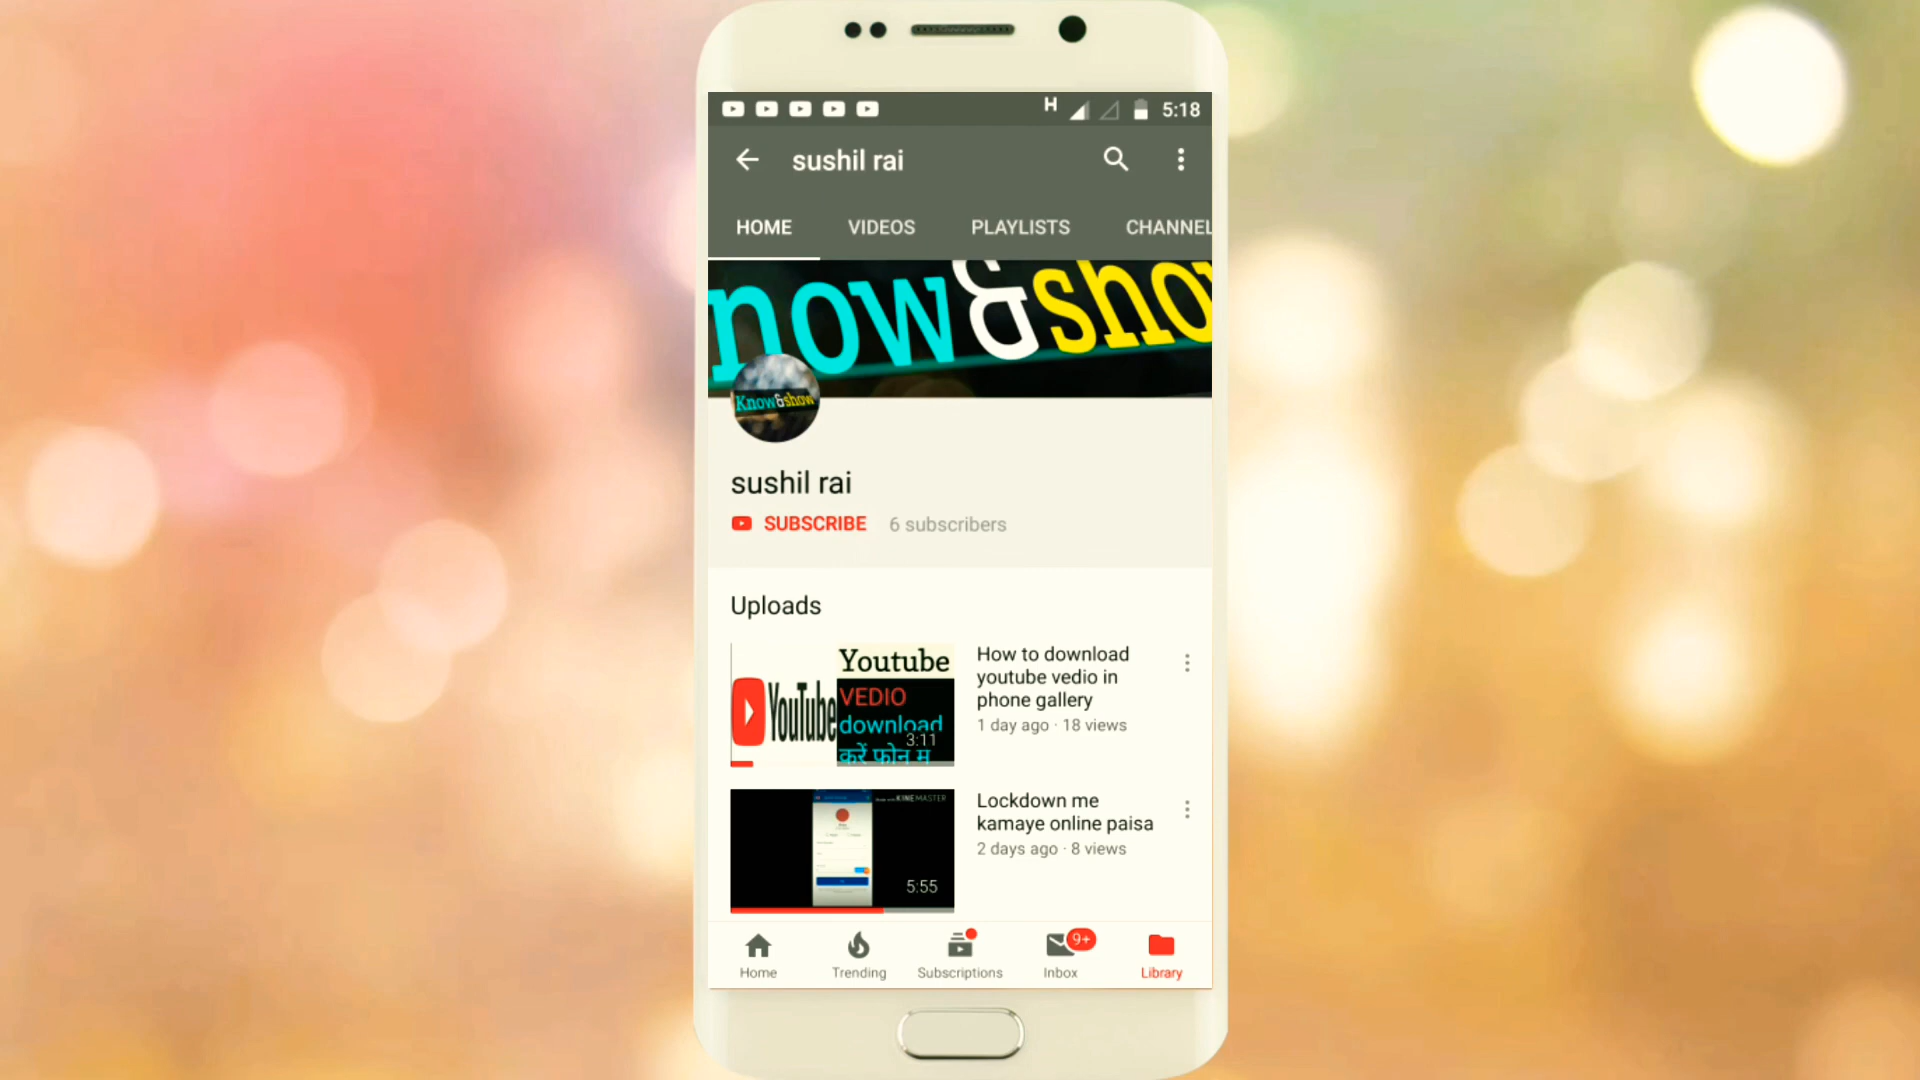 H 5:18
sushil rai
HOME VIDEOS PLAYLISTS CHANNEL
now&sho
Know&show
sushil rai
SUBSCRIBE 6 subscribers
Uploads
YouTube
Youtube
VEDIO
download
करें फोन म
3:11
How to download
youtube vedio in
phone gallery
1 day ago · 18 views
KINEMASTER
5:55
Lockdown me
kamaye online paisa
2 days ago · 8 views
9+
Home Trending Subscriptions Inbox Library